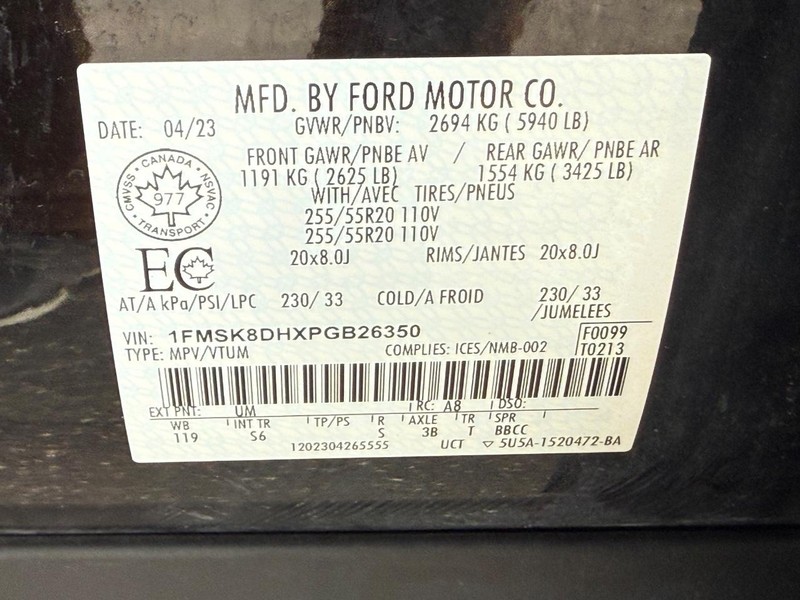 MFD. BY FORD MOTOR CO.
DATE: 04/23 GVWR/PNBV: 2694 KG ( 5940 LB)
FRONT GAWR/PNBE AV / REAR GAWR/ PNBE AR
1191 KG ( 2625 LB) 1554 KG ( 3425 LB)
WITH/AVEC TIRES/PNEUS
255/55R20 110V
255/55R20 110V
20x8.0J RIMS/JANTES 20x8.0J
CANADA
CMVSS 977 NSVAC
TRANSPORT
EC
AT/A kPa/PSI/LPC 230/ 33 COLD/A FROID 230/ 33
/JUMELEES
VIN: 1FMSK8DHXPGB26350 F0099
TYPE: MPV/VTUM COMPLIES: ICES/NMB-002 T0213
EXT PNT: UM RC: A8 DSO:
WB INT TR TP/PS R AXLE TR SPR
119 S6 S 3B T BBCC
1202304265555 UCT ▽ 5U5A-1520472-BA